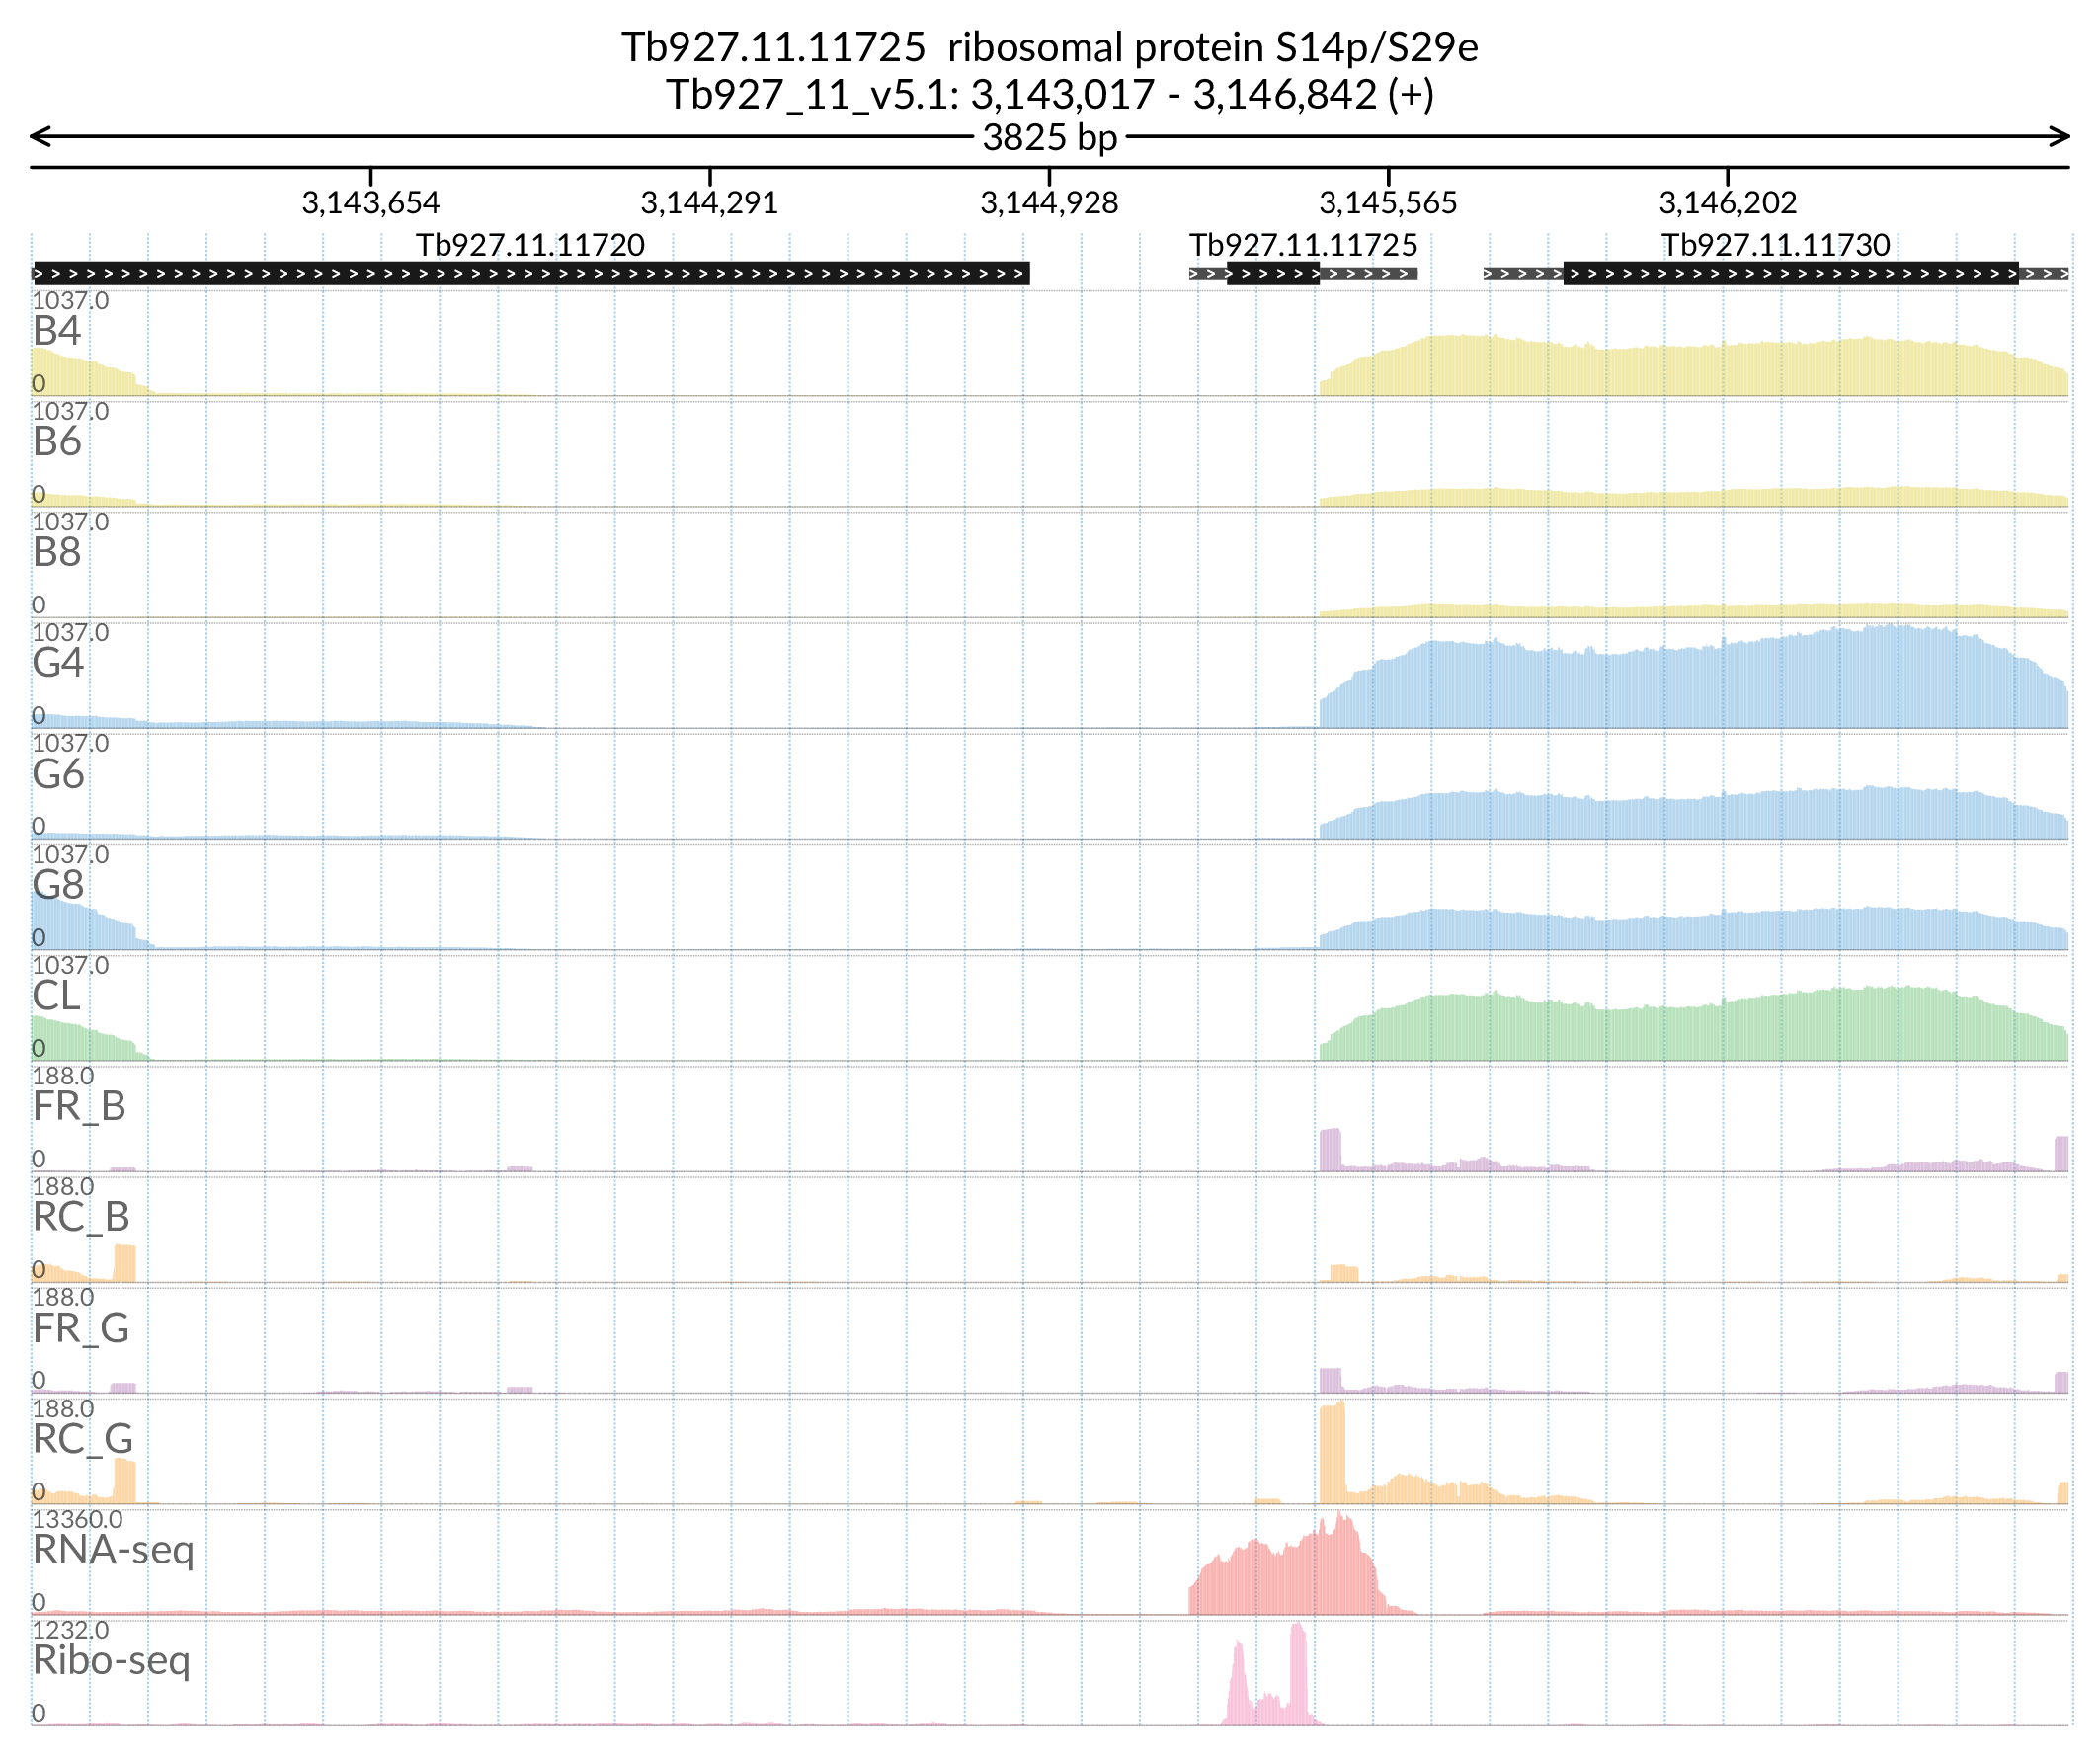 Tb927.11.11725 ribosomal protein S14p/S29e
Tb927_11_v5.1: 3,143,017 - 3,146,842 (+)
3825 bp
3,143,654 3,144,291 3,144,928 3,145,565 3,146,202
Tb927.11.11720 Tb927.11.11725 Tb927.11.11730
1037.0
B4
0
1037.0
B6
0
1037.0
B8
0
1037.0
G4
0
1037.0
G6
0
1037.0
G8
0
1037.0
CL
0
188.0
FR_B
0
188.0
RC_B
0
188.0
FR_G
0
188.0
RC_G
0
13360.0
RNA-seq
0
1232.0
Ribo-seq
0